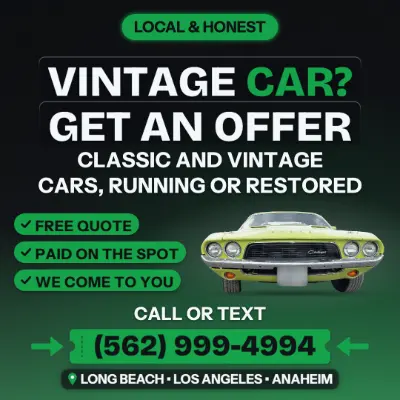 LOCAL & HONEST
VINTAGE CAR?
GET AN OFFER
CLASSIC AND VINTAGE
CARS, RUNNING OR RESTORED
FREE QUOTE
PAID ON THE SPOT
WE COME TO YOU
CALL OR TEXT
(562) 999-4994
LONG BEACH • LOS ANGELES • ANAHEIM